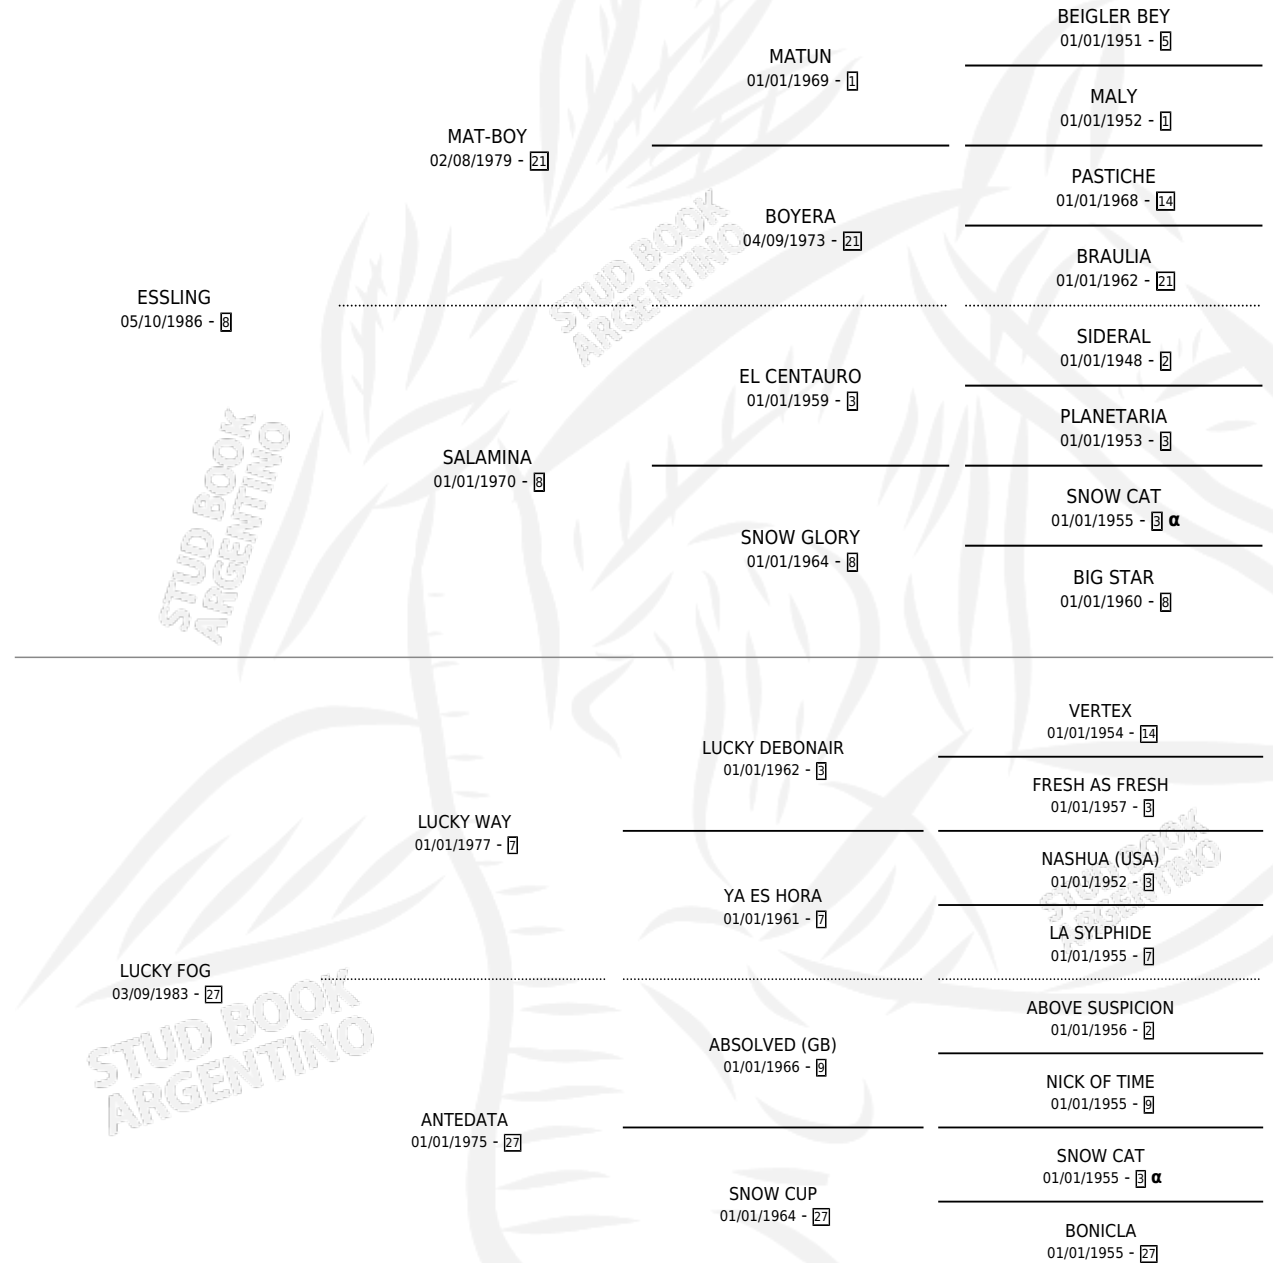 BEIGLER BEY
01/01/1951 - 5
MATUN
01/01/1969 - 1
MALY
01/01/1952 - 1
MAT-BOY
02/08/1979 - 21
PASTICHE
01/01/1968 - 14
BOYERA
04/09/1973 - 21
BRAULIA
01/01/1962 - 21
ESSLING
05/10/1986 - 8
SIDERAL
01/01/1948 - 2
EL CENTAURO
01/01/1959 - 3
PLANETARIA
01/01/1953 - 3
SALAMINA
01/01/1970 - 8
SNOW CAT
01/01/1955 - 3 α
SNOW GLORY
01/01/1964 - 8
BIG STAR
01/01/1960 - 8
STUD BOOK
ARGENTINO
STUD BOOK
ARGENTINO
VERTEX
01/01/1954 - 14
LUCKY DEBONAIR
01/01/1962 - 3
FRESH AS FRESH
01/01/1957 - 3
LUCKY WAY
01/01/1977 - 7
NASHUA (USA)
01/01/1952 - 3
YA ES HORA
01/01/1961 - 7
LA SYLPHIDE
01/01/1955 - 7
STUD BOOK
ARGENTINO
LUCKY FOG
03/09/1983 - 27
ABOVE SUSPICION
01/01/1956 - 2
ABSOLVED (GB)
01/01/1966 - 9
NICK OF TIME
01/01/1955 - 9
STUD BOOK
ARGENTINO
ANTEDATA
01/01/1975 - 27
SNOW CAT
01/01/1955 - 3 α
SNOW CUP
01/01/1964 - 27
BONICLA
01/01/1955 - 27